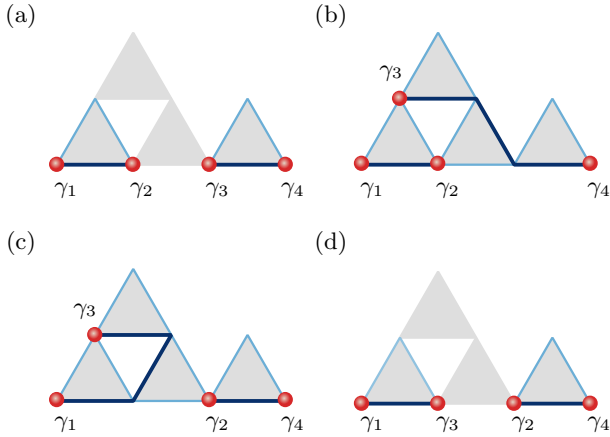 (a)
(b)
γ₃
γ₁ γ₂ γ₃ γ₄
γ₁ γ₂ γ₄
(c)
(d)
γ₃
γ₁ γ₂ γ₄
γ₁ γ₃ γ₂ γ₄